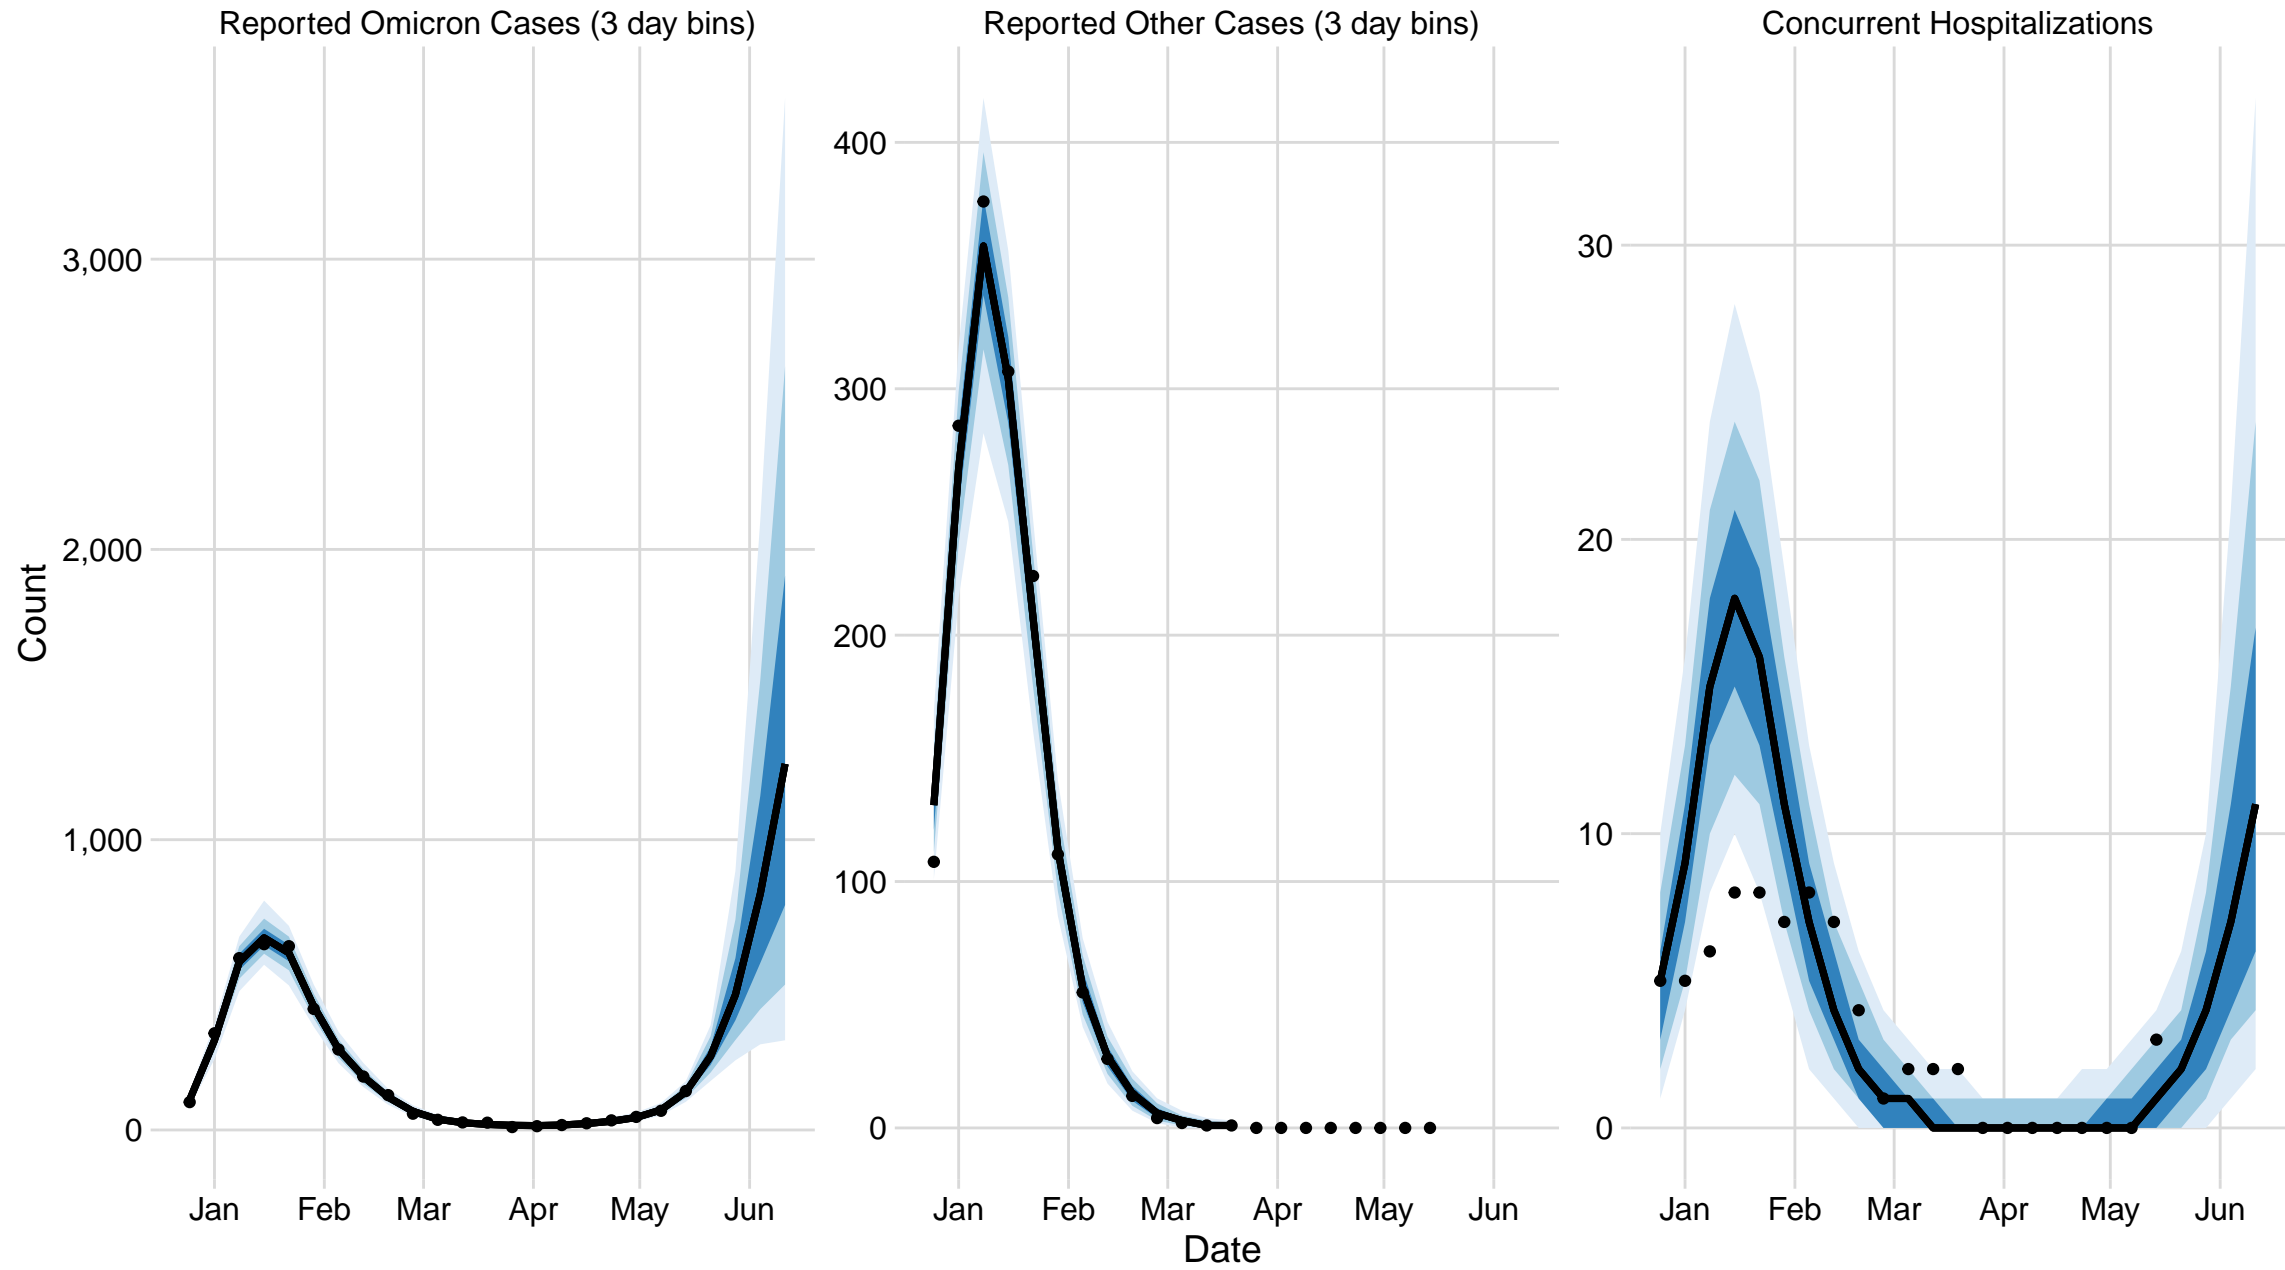 Reported Omicron Cases (3 day bins)
Reported Other Cases (3 day bins)
Concurrent Hospitalizations
Count
3,000
2,000
1,000
0
Jan Feb Mar Apr May Jun
400
300
200
100
0
Jan Feb Mar Apr May Jun
30
20
10
0
Jan Feb Mar Apr May Jun
Date